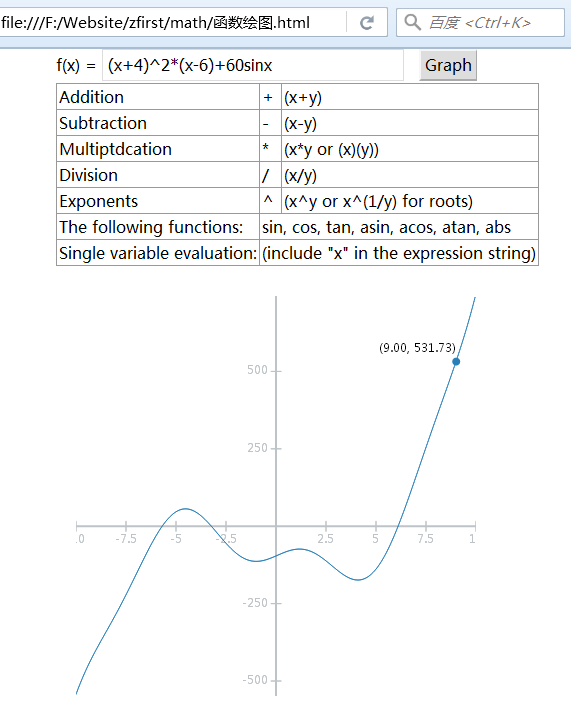 file:///F:/Website/zfirst/math/函数绘图.html 百度 <Ctrl+K>
f(x) = (x+4)^2*(x-6)+60sinx Graph
Addition + (x+y)
Subtraction - (x-y)
Multiptdcation * (x*y or (x)(y))
Division / (x/y)
Exponents ^ (x^y or x^(1/y) for roots)
The following functions: sin, cos, tan, asin, acos, atan, abs
Single variable evaluation: (include "x" in the expression string)
(9.00, 531.73)
500
250
.0 -7.5 -5 -2.5 2.5 5 7.5 1
-250
-500